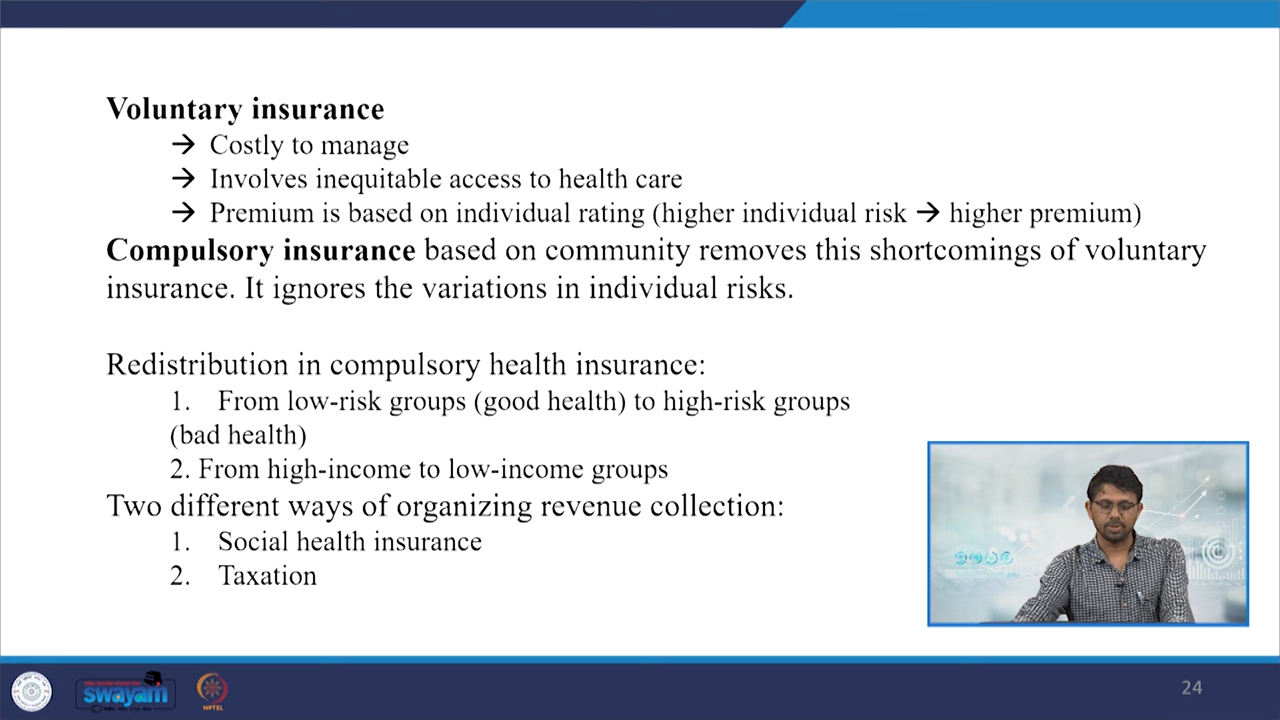 Voluntary insurance
→ Costly to manage
→ Involves inequitable access to health care
→ Premium is based on individual rating (higher individual risk → higher premium)
Compulsory insurance based on community removes this shortcomings of voluntary
insurance. It ignores the variations in individual risks.
Redistribution in compulsory health insurance:
1. From low-risk groups (good health) to high-risk groups
(bad health)
2. From high-income to low-income groups
Two different ways of organizing revenue collection:
1. Social health insurance
2. Taxation
swayam
NPTEL
24